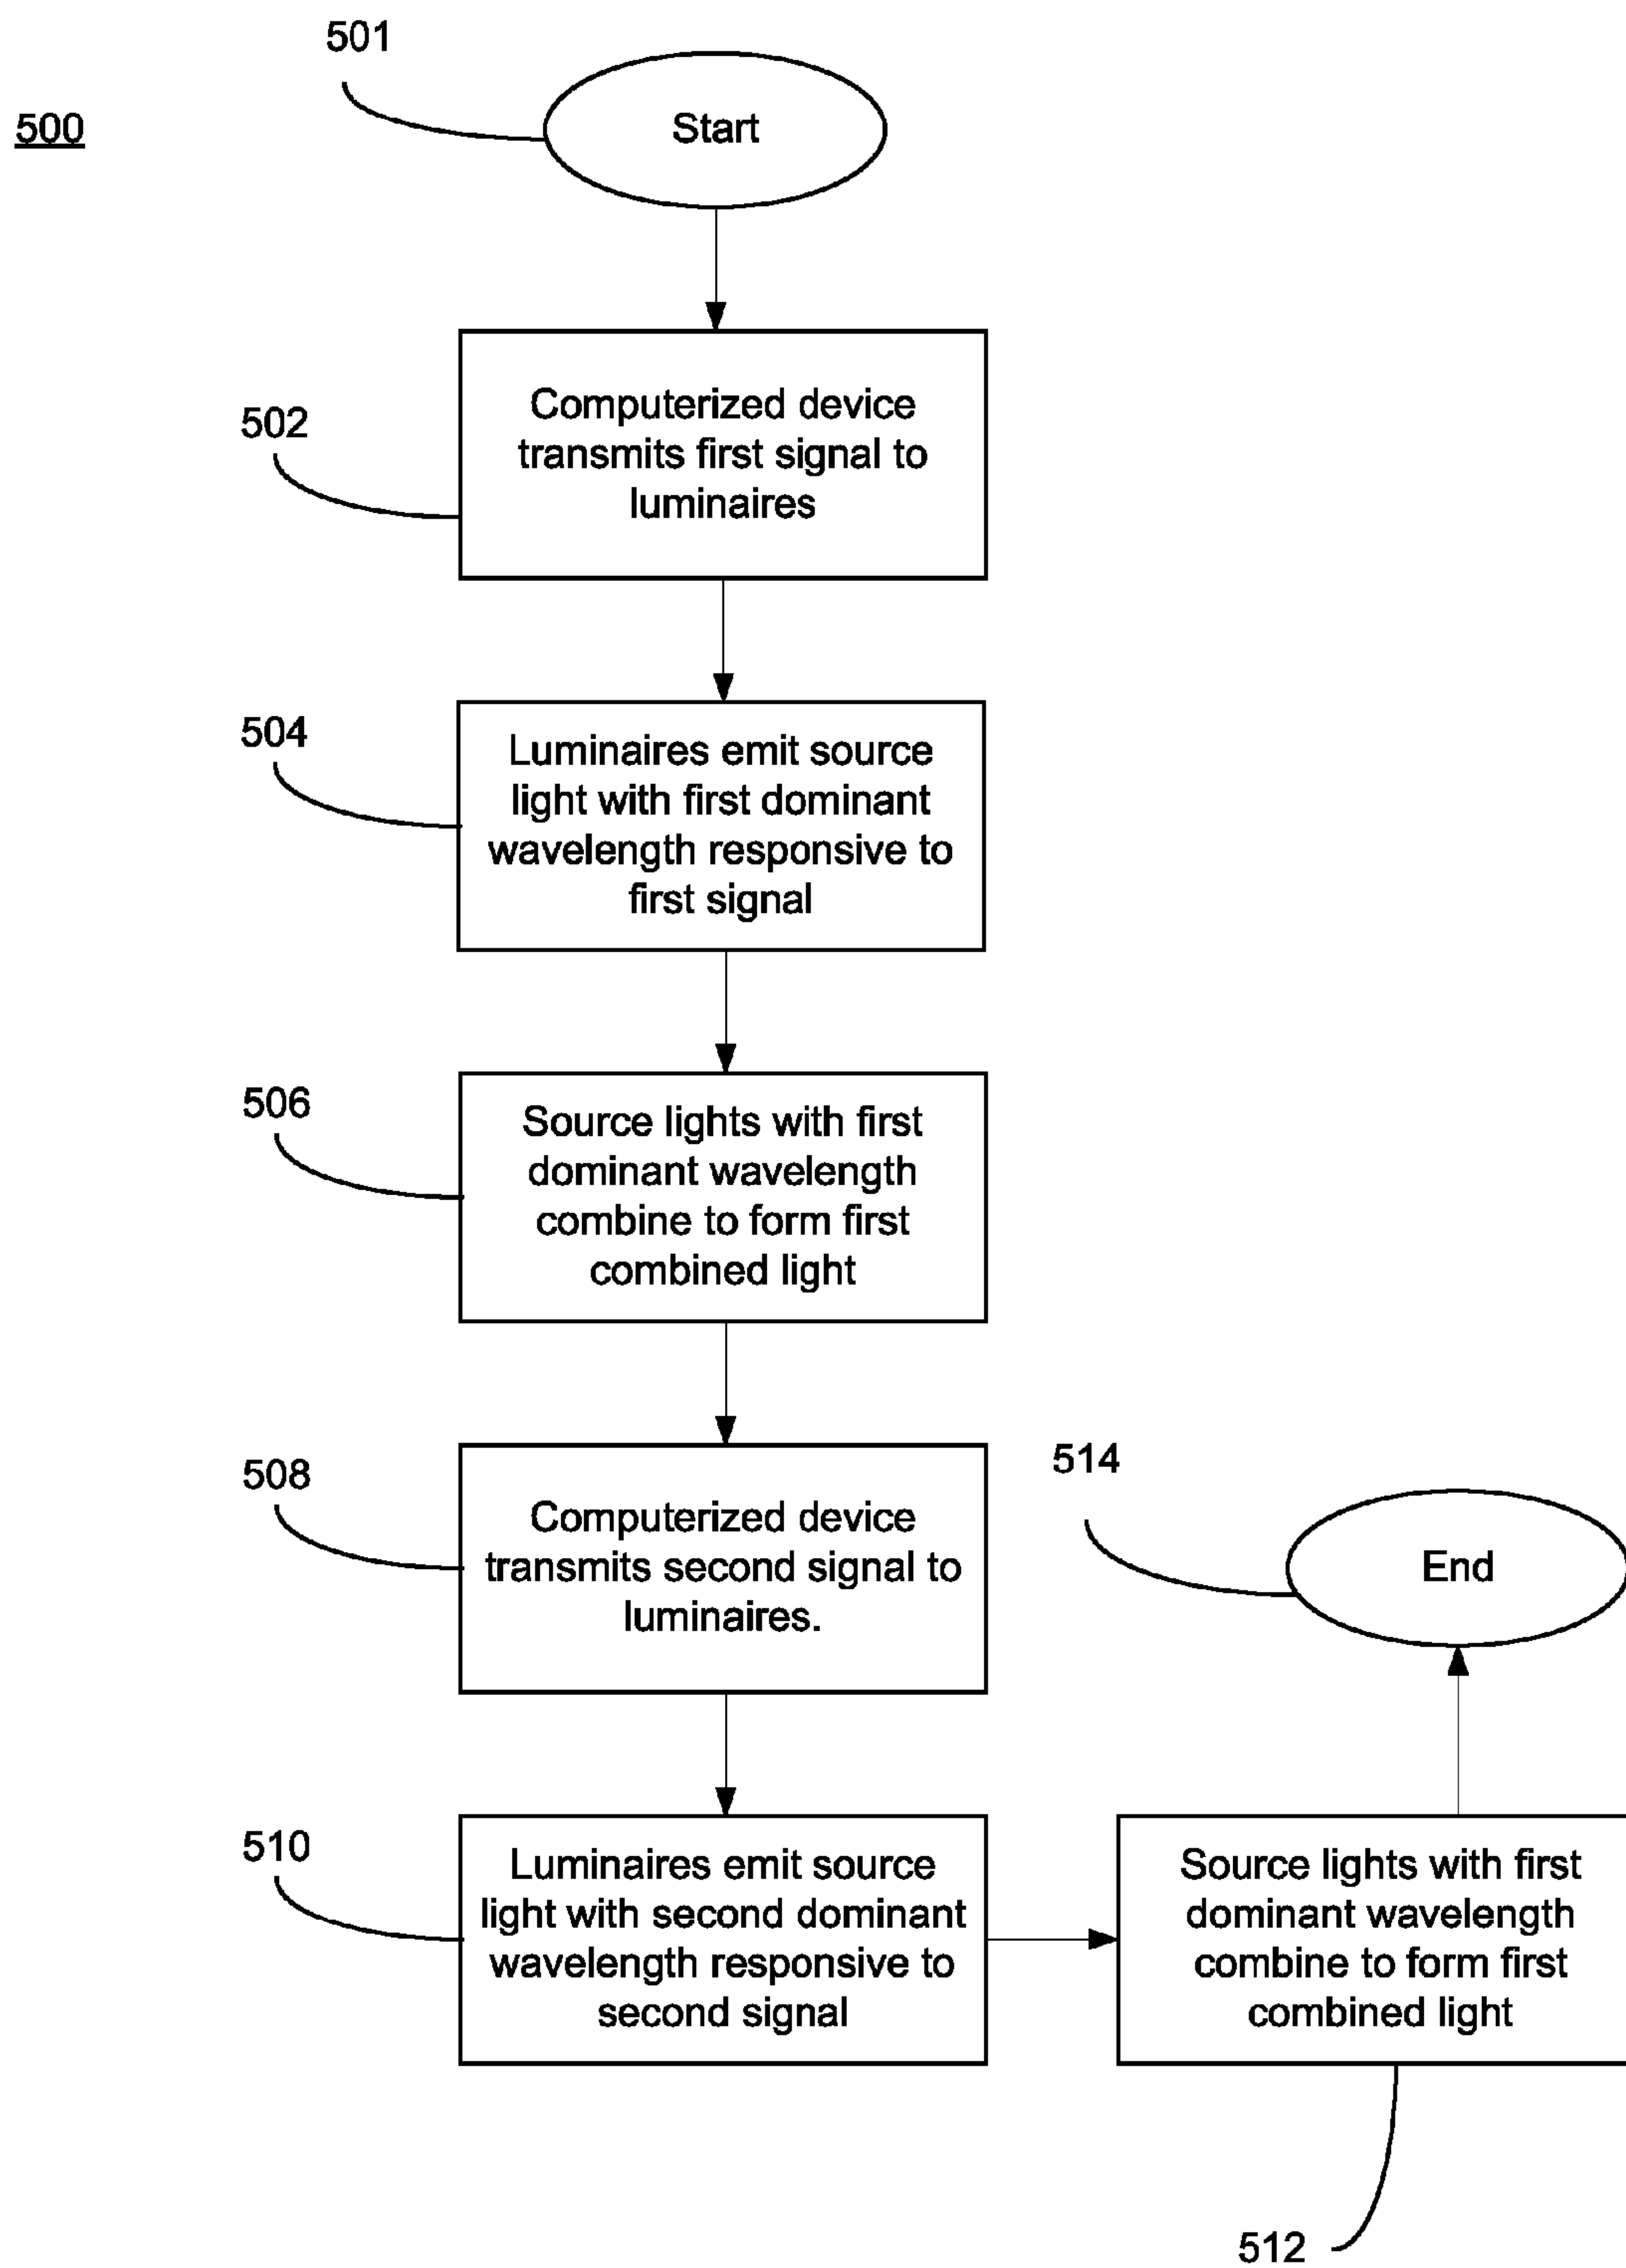 501
500
Start
502
Computerized device
transmits first signal to
luminaires
504
Luminaires emit source
light with first dominant
wavelength responsive to
first signal
506
Source lights with first
dominant wavelength
combine to form first
combined light
508
Computerized device
transmits second signal to
luminaires.
510
Luminaires emit source
light with second dominant
wavelength responsive to
second signal
514
End
Source lights with first
dominant wavelength
combine to form first
combined light
512